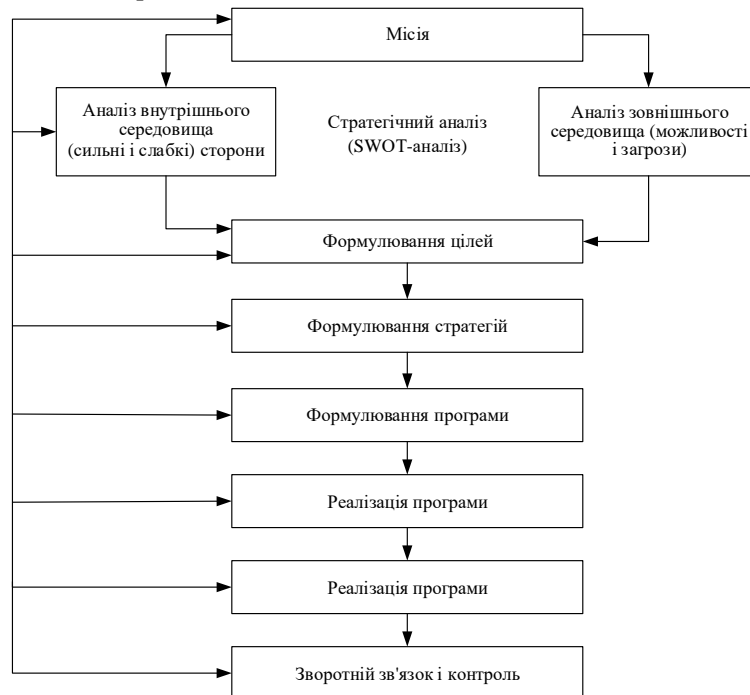 Місія
Аналіз внутрішнього
середовища
(сильні і слабкі) сторони
Стратегічний аналіз
(SWOT-аналіз)
Аналіз зовнішнього
середовища (можливості
і загрози)
Формулювання цілей
Формулювання стратегій
Формулювання програми
Реалізація програми
Реалізація програми
Зворотній зв'язок і контроль